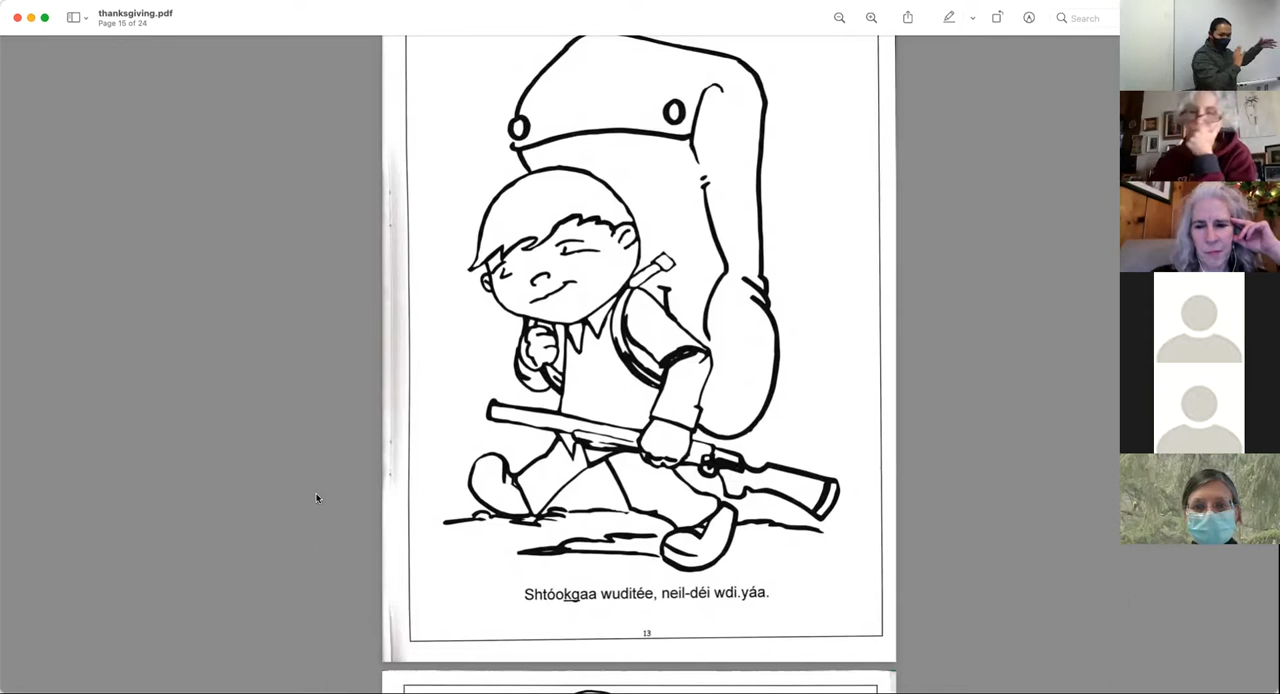 thanksgiving.pdf
Page 15 of 24
Search
Shtóokgaa wuditée, neil-déi wdi.yáa.
13